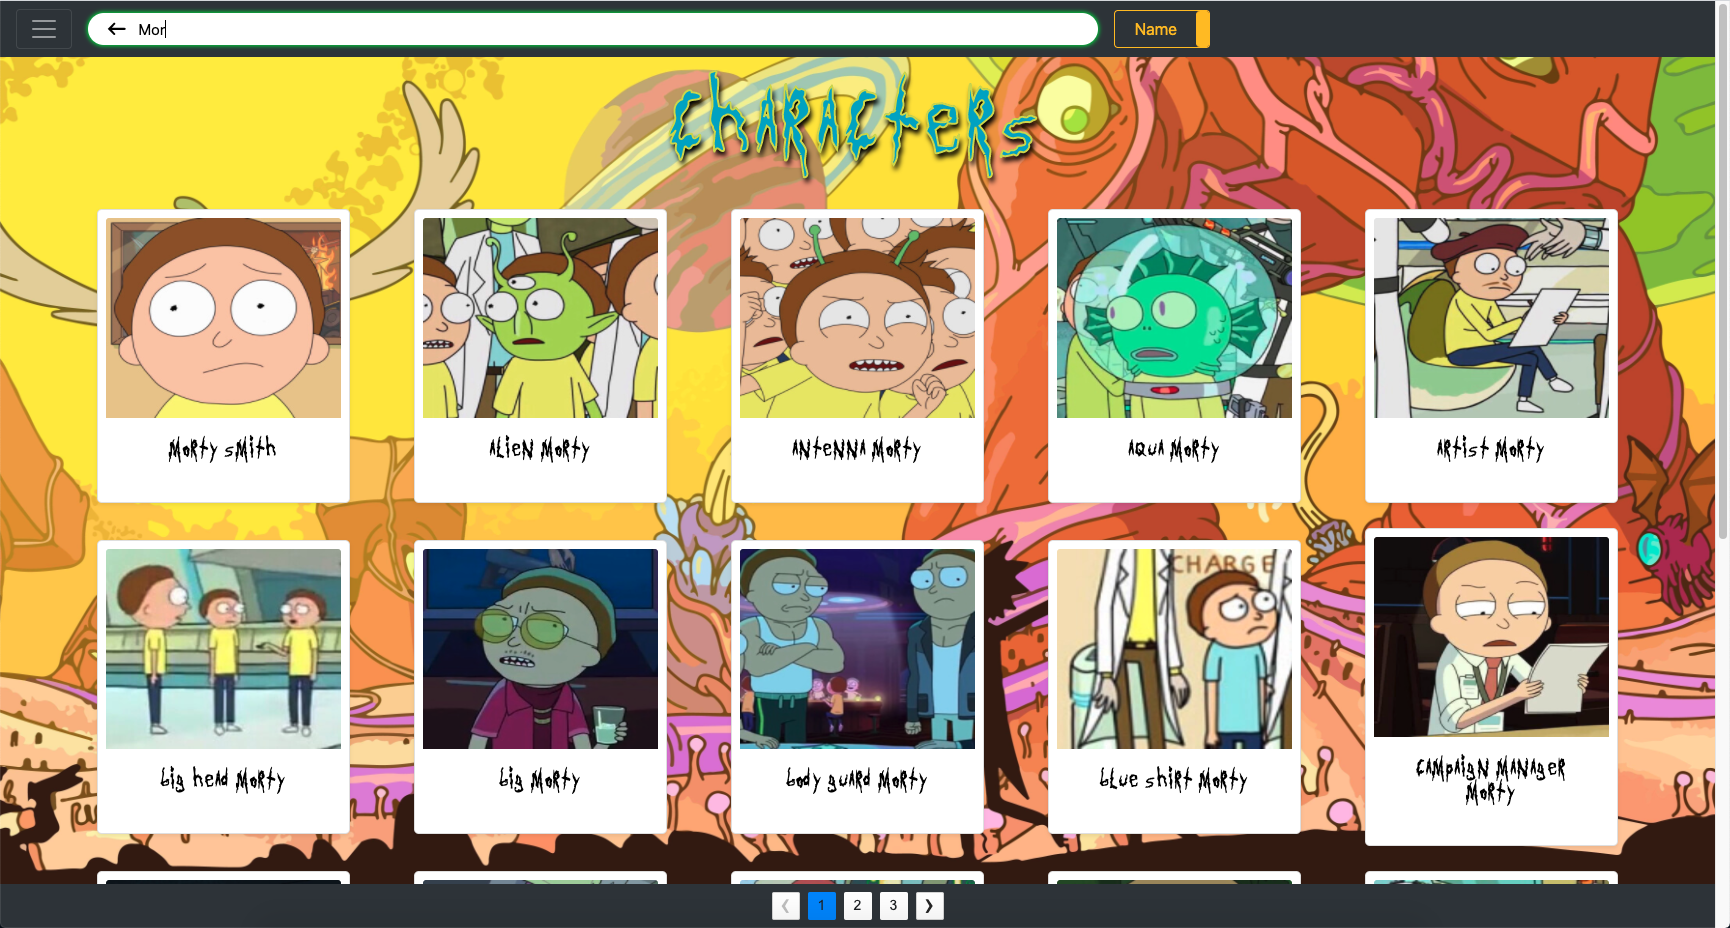 Mor
Name
Characters
Morty Smith
Alien Morty
Antenna Morty
Aqua Morty
Artist Morty
CHARGE
Big Head Morty
Big Morty
Body Guard Morty
Blue Shirt Morty
Campaign Manager
Morty
1 2 3